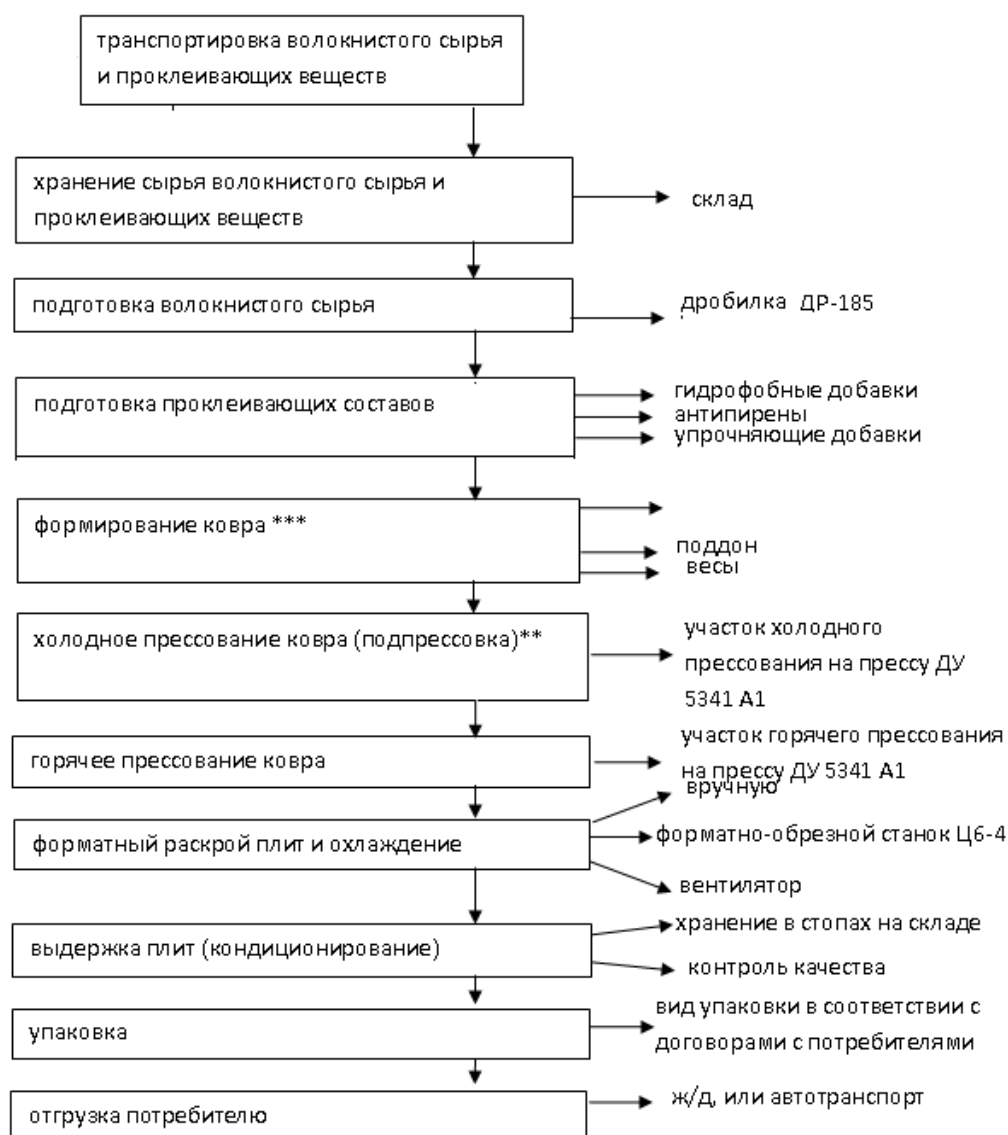 транспортировка волокнистого сырья
и проклеивающих веществ
хранение сырья волокнистого сырья и
проклеивающих веществ
склад
подготовка волокнистого сырья
дробилка ДР-185
подготовка проклеивающих составов
гидрофобные добавки
антипирены
упрочняющие добавки
формирование ковра ***
поддон
весы
холодное прессование ковра (подпрессовка)**
участок холодного
прессования на прессу ДУ
5341 А1
горячее прессование ковра
участок горячего прессования
на прессу ДУ 5341 А1
вручную
форматный раскрой плит и охлаждение
форматно-обрезной станок Ц6-4
вентилятор
выдержка плит (кондиционирование)
хранение в стопах на складе
контроль качества
упаковка
вид упаковки в соответствии с
договорами с потребителями
отгрузка потребителю
ж/д, или автотранспорт